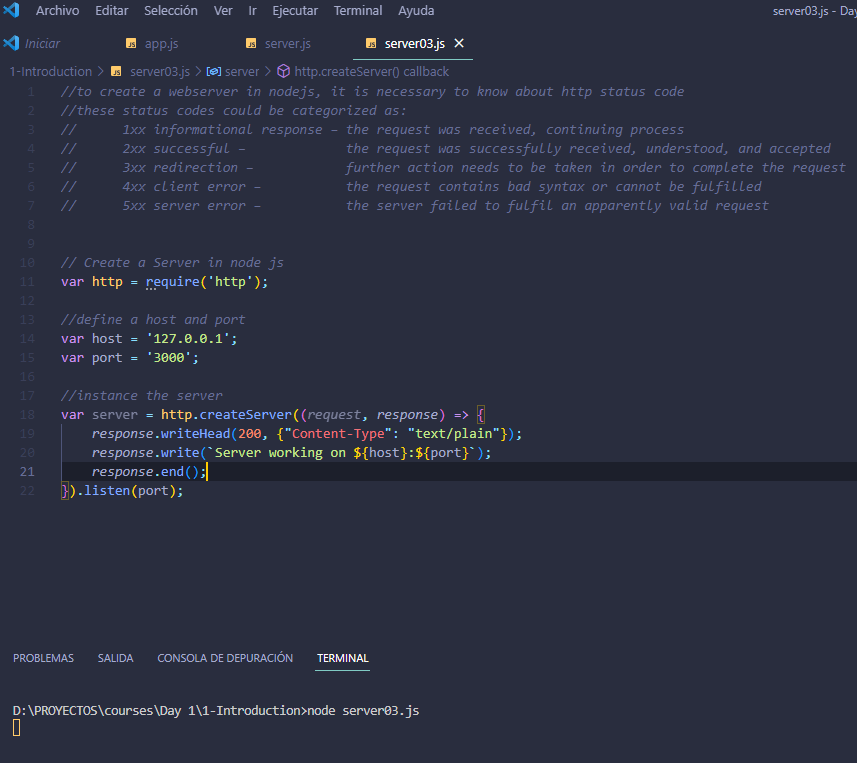 Archivo Editar Selección Ver Ir Ejecutar Terminal Ayuda server03.js - Day
Iniciar app.js server.js server03.js
1-Introduction > server03.js > server > http.createServer() callback
1 //to create a webserver in nodejs, it is necessary to know about http status code
2 //these status codes could be categorized as:
3 // 1xx informational response – the request was received, continuing process
4 // 2xx successful – the request was successfully received, understood, and accepted
5 // 3xx redirection – further action needs to be taken in order to complete the request
6 // 4xx client error – the request contains bad syntax or cannot be fulfilled
7 // 5xx server error – the server failed to fulfil an apparently valid request
8
9
10 // Create a Server in node js
11 var http = require('http');
12
13 //define a host and port
14 var host = '127.0.0.1';
15 var port = '3000';
16
17 //instance the server
18 var server = http.createServer((request, response) => {
19 response.writeHead(200, {"Content-Type": "text/plain"});
20 response.write(`Server working on ${host}:${port}`);
21 response.end();
22 }).listen(port);
PROBLEMAS SALIDA CONSOLA DE DEPURACIÓN TERMINAL
D:\PROYECTOS\courses\Day 1\1-Introduction>node server03.js